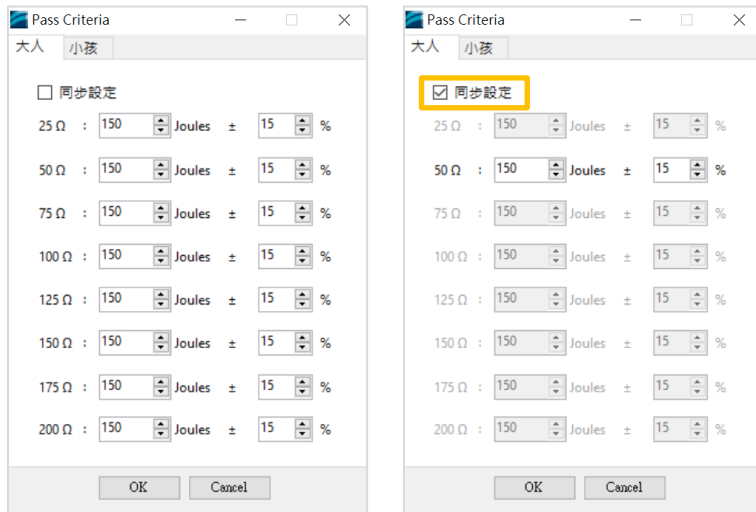 Pass Criteria
大人 小孩
同步設定
25 Ω : 150 Joules ± 15 %
50 Ω : 150 Joules ± 15 %
75 Ω : 150 Joules ± 15 %
100 Ω : 150 Joules ± 15 %
125 Ω : 150 Joules ± 15 %
150 Ω : 150 Joules ± 15 %
175 Ω : 150 Joules ± 15 %
200 Ω : 150 Joules ± 15 %
OK Cancel
Pass Criteria
大人 小孩
同步設定
25 Ω : 150 Joules ± 15 %
50 Ω : 150 Joules ± 15 %
75 Ω : 150 Joules ± 15 %
100 Ω : 150 Joules ± 15 %
125 Ω : 150 Joules ± 15 %
150 Ω : 150 Joules ± 15 %
175 Ω : 150 Joules ± 15 %
200 Ω : 150 Joules ± 15 %
OK Cancel